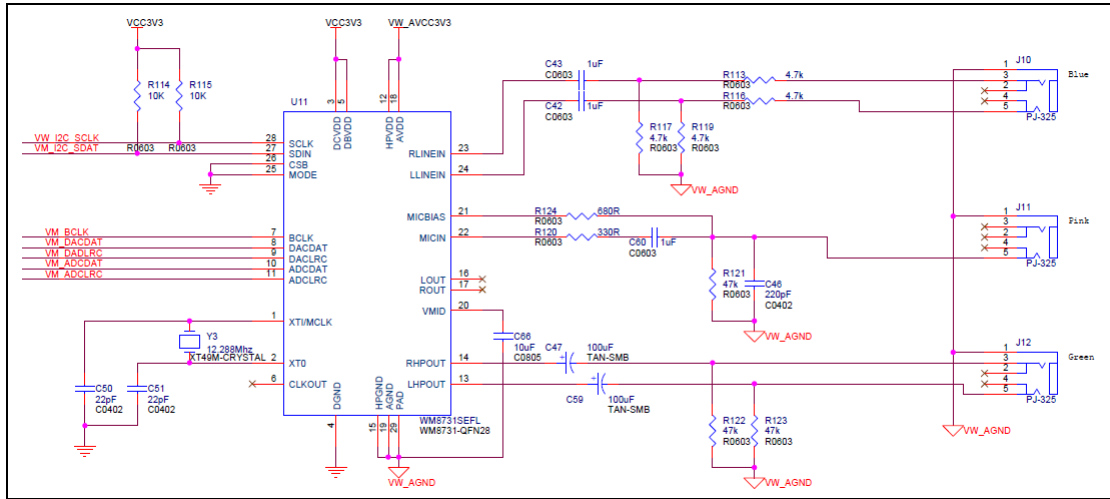 VCC3V3
VCC3V3
VW_AVCC3V3
R114
10K
R115
10K
R0603
R0603
VW_I2C_SCLK
VM_I2C_SDAT
U11
28
27
26
25
SCLK
SDIN
CSB
MODE
3
5
12
18
DCVDD
DBVDD
HPVDD
AVDD
RLINEIN
LLINEIN
23
24
C43
1uF
C0603
C42
1uF
C0603
R113
R0603
4.7k
R116
R0603
4.7k
R117
4.7k
R0603
R119
4.7k
R0603
VW_AGND
J10
1
3
2
4
5
Blue
PJ-325
VM_BCLK
VM_DACDAT
VM_DADLRC
VM_ADCDAT
VM_ADCLRC
7
8
9
10
11
BCLK
DACDAT
DACLRC
ADCDAT
ADCLRC
MICBIAS
MICIN
21
22
R124
R0603
680R
R120
R0603
330R
C60
1uF
C0603
R121
47k
R0603
C46
220pF
C0402
VW_AGND
J11
1
3
2
4
5
Pink
PJ-325
LOUT
ROUT
16
17
VMID
20
C66
10uF
C0805
XTI/MCLK
1
Y3
12.288Mhz
XT49M-CRYSTAL
XT0
2
CLKOUT
6
C50
22pF
C0402
C51
22pF
C0402
RHPOUT
LHPOUT
14
13
C47
100uF
TAN-SMB
C59
100uF
TAN-SMB
R122
47k
R0603
R123
47k
R0603
VW_AGND
J12
1
3
2
4
5
Green
PJ-325
VW_AGND
DGND
4
HPGND
AGND
PAD
15
19
29
WM8731SEFL
WM8731-QFN28
VW_AGND